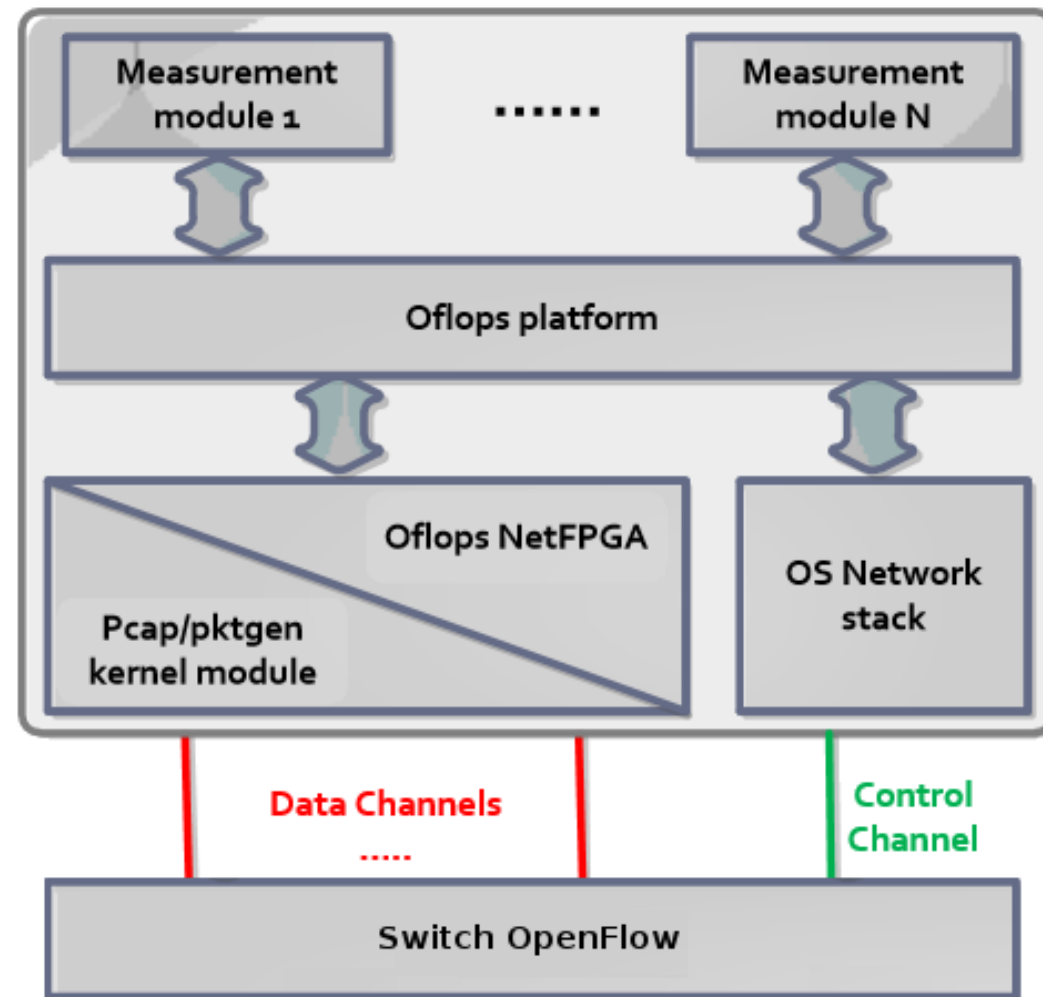 Measurement
module 1
......
Measurement
module N
Oflops platform
Oflops NetFPGA
Pcap/pktgen
kernel module
OS Network
stack
Data Channels
.....
Control
Channel
Switch OpenFlow